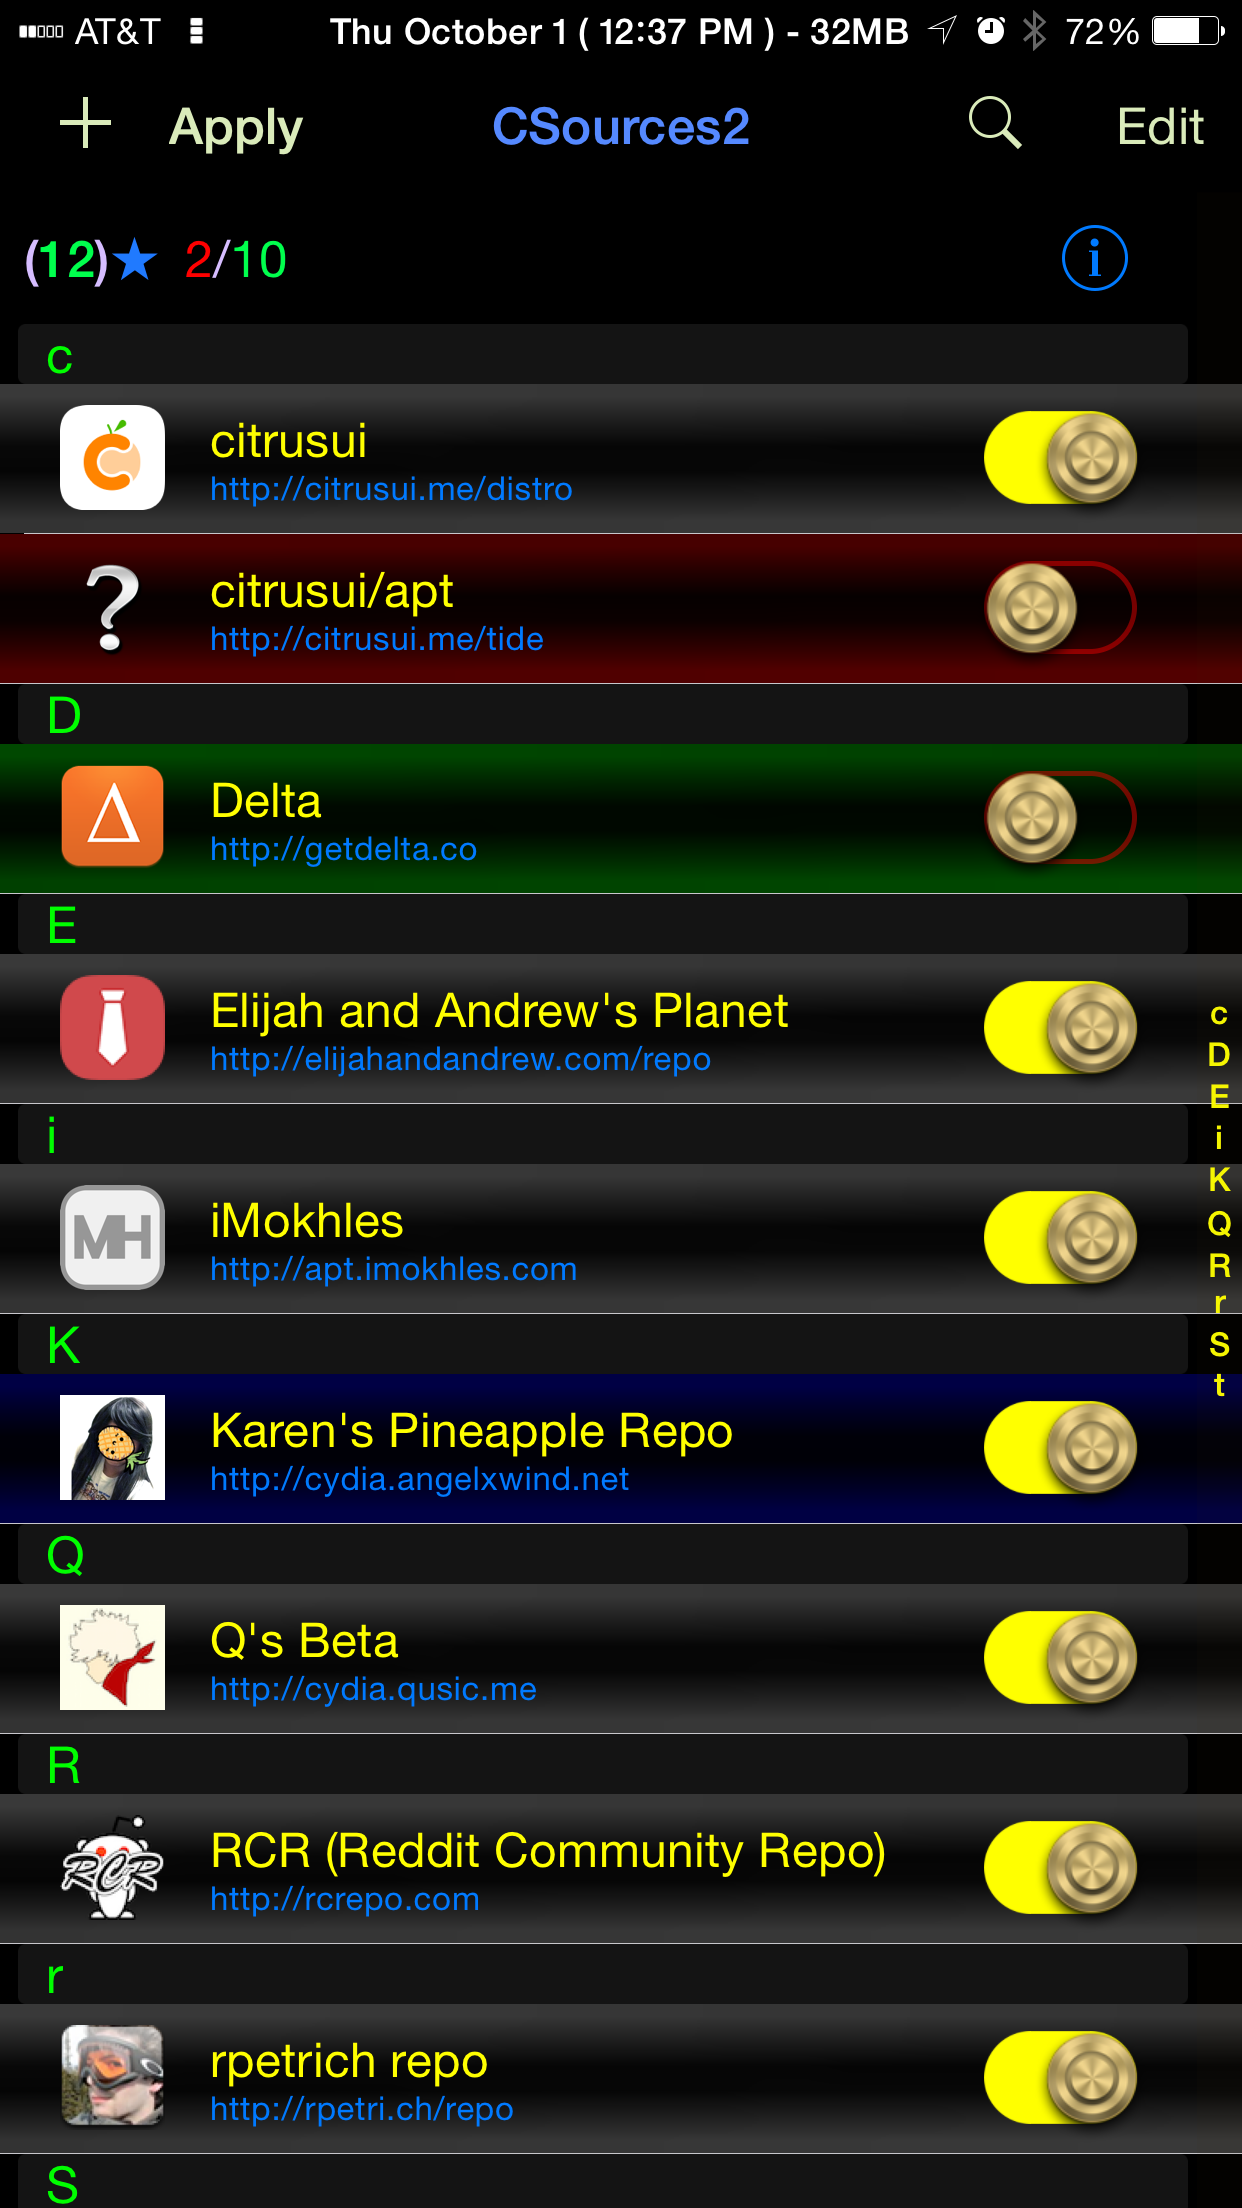 AT&T Thu October 1 ( 12:37 PM ) - 32MB 72%
Apply CSources2 Edit
(12)★ 2/10 i
c
citrusui
http://citrusui.me/distro
?
citrusui/apt
http://citrusui.me/tide
D
Δ
Delta
http://getdelta.co
E
Elijah and Andrew's Planet
http://elijahandandrew.com/repo
i
MH
iMokhles
http://apt.imokhles.com
K
Karen's Pineapple Repo
http://cydia.angelxwind.net
Q
Q's Beta
http://cydia.qusic.me
R
RCR
RCR (Reddit Community Repo)
http://rcrepo.com
r
rpetrich repo
http://rpetri.ch/repo
S
c
D
E
i
K
Q
R
r
S
t